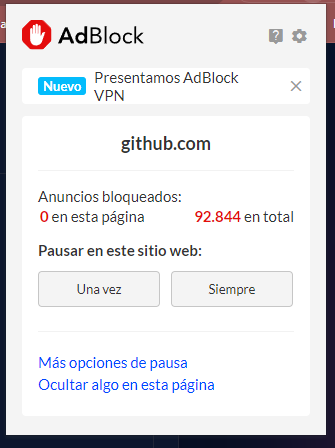 AdBlock
Nuevo Presentamos AdBlock
VPN
github.com
Anuncios bloqueados:
0 en esta página 92.844 en total
Pausar en este sitio web:
Una vez Siempre
Más opciones de pausa
Ocultar algo en esta página